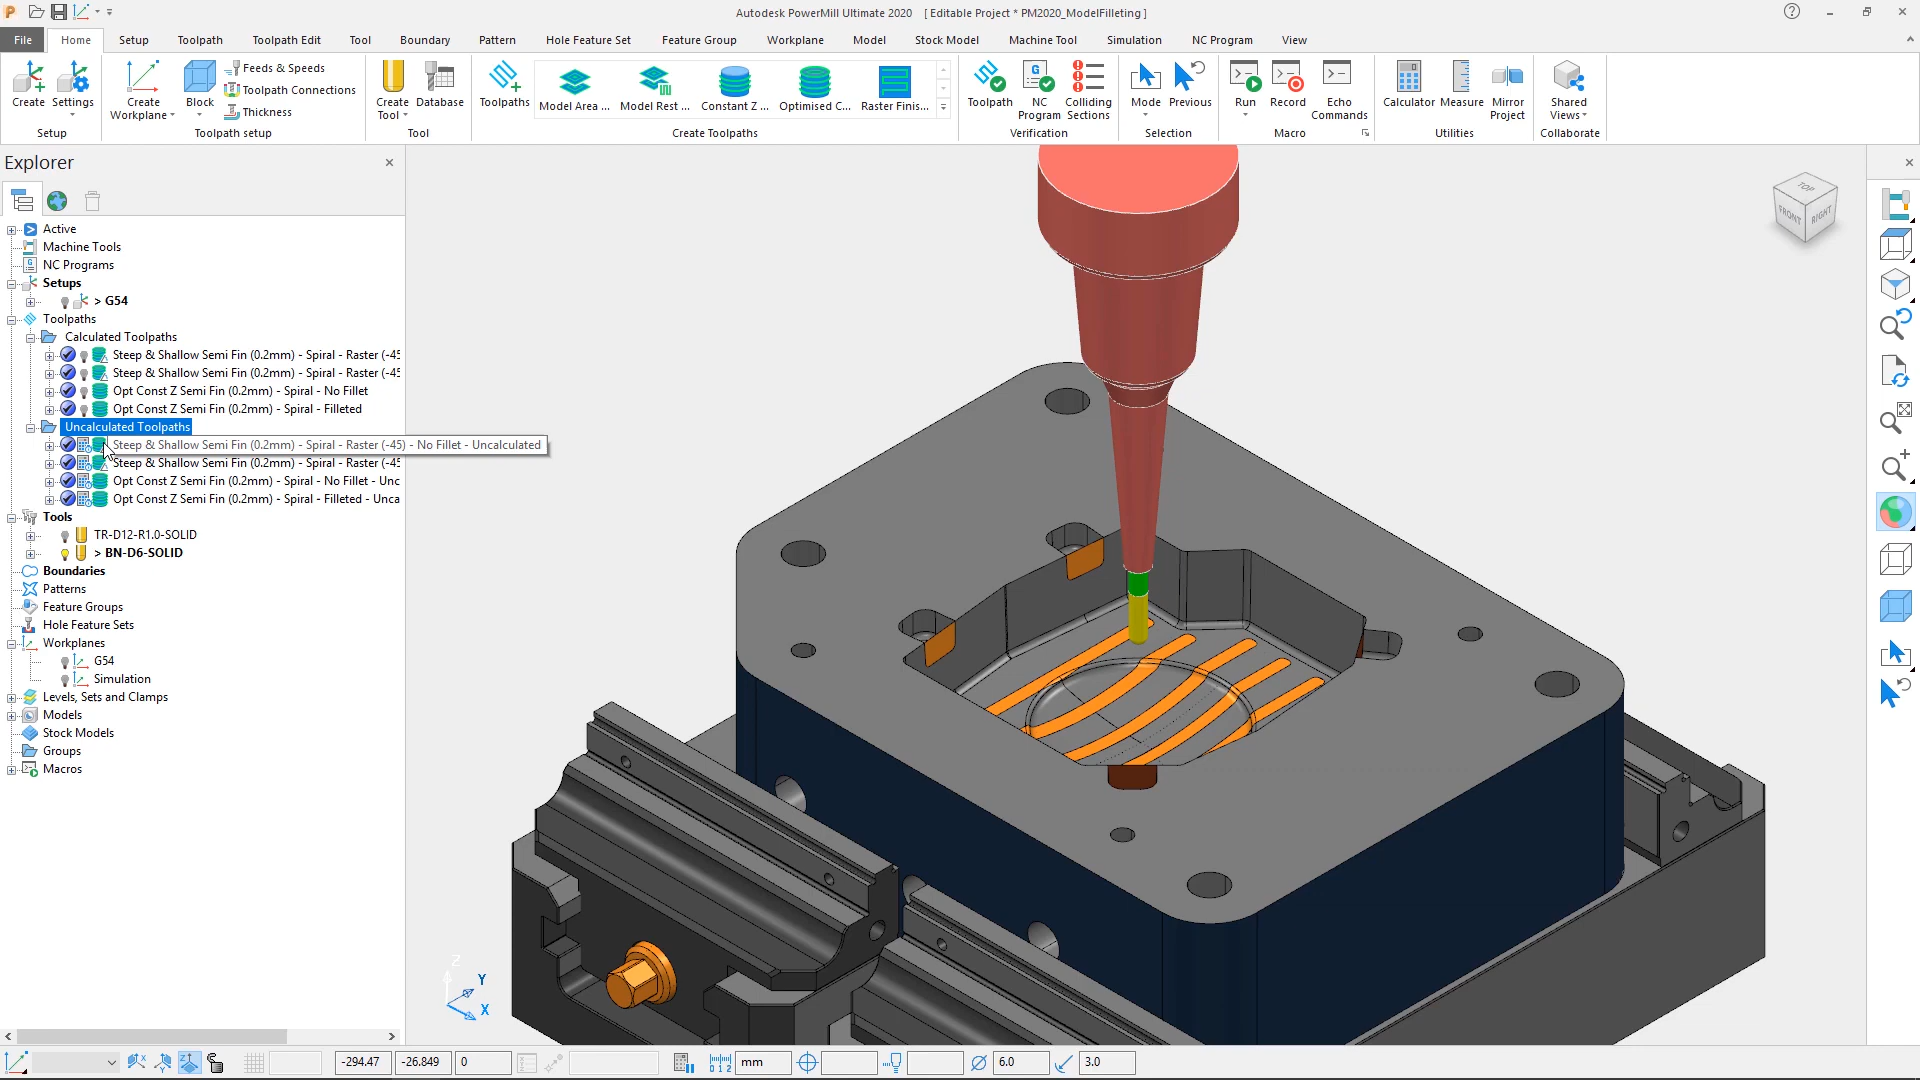 Autodesk PowerMill Ultimate 2020 [ Editable Project * PM2020_ModelFilleting ]
File Home Setup Toolpath Toolpath Edit Tool Boundary Pattern Hole Feature Set Feature Group Workplane Model Stock Model Machine Tool Simulation NC Program View
Create Settings
Setup
Create Workplane Block
Feeds & Speeds
Toolpath Connections
Thickness
Toolpath setup
Create Tool Database
Tool
Toolpaths Model Area ... Model Rest ... Constant Z ... Optimised C... Raster Finis...
Create Toolpaths
Toolpath NC Program Colliding Sections
Verification
Mode Previous
Selection
Run Record Echo Commands
Macro
Calculator Measure Mirror Project
Utilities
Shared Views
Collaborate
Explorer
Active
Machine Tools
NC Programs
Setups
> G54
Toolpaths
Calculated Toolpaths
Steep & Shallow Semi Fin (0.2mm) - Spiral - Raster (-45
Steep & Shallow Semi Fin (0.2mm) - Spiral - Raster (-45
Opt Const Z Semi Fin (0.2mm) - Spiral - No Fillet
Opt Const Z Semi Fin (0.2mm) - Spiral - Filleted
Uncalculated Toolpaths
Steep & Shallow Semi Fin (0.2mm) - Spiral - Raster (-45) - No Fillet - Uncalculated
Steep & Shallow Semi Fin (0.2mm) - Spiral - Raster (-45
Opt Const Z Semi Fin (0.2mm) - Spiral - No Fillet - Unc
Opt Const Z Semi Fin (0.2mm) - Spiral - Filleted - Unca
Tools
TR-D12-R1.0-SOLID
> BN-D6-SOLID
Boundaries
Patterns
Feature Groups
Hole Feature Sets
Workplanes
G54
Simulation
Levels, Sets and Clamps
Models
Stock Models
Groups
Macros
TOP
FRONT RIGHT
Z
Y
X
-294.47 -26.849 0 mm 6.0 3.0